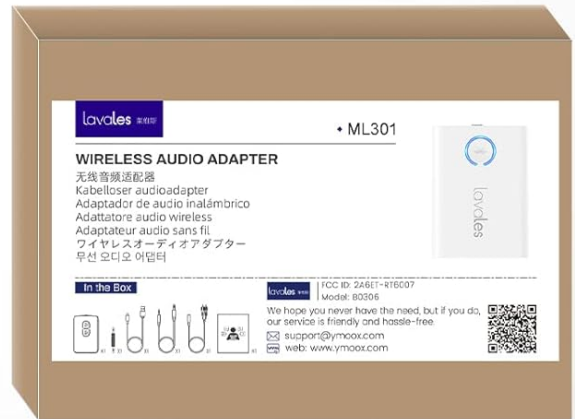 lavales
• ML301
WIRELESS AUDIO ADAPTER
无线音频适配器
Kabelloser audioadapter
Adaptador de audio inalámbrico
Adattatore audio wireless
Adaptateur audio sans fil
ワイヤレスオーディオアダプター
무선 오디오 어댑터
lavales
In the Box
lavales
FCC ID: 2A6ET-RT6007
Model: B0306
We hope you never have the need, but if you do,
our service is friendly and hassle-free.
support@ymoox.com
web: www.ymoox.com